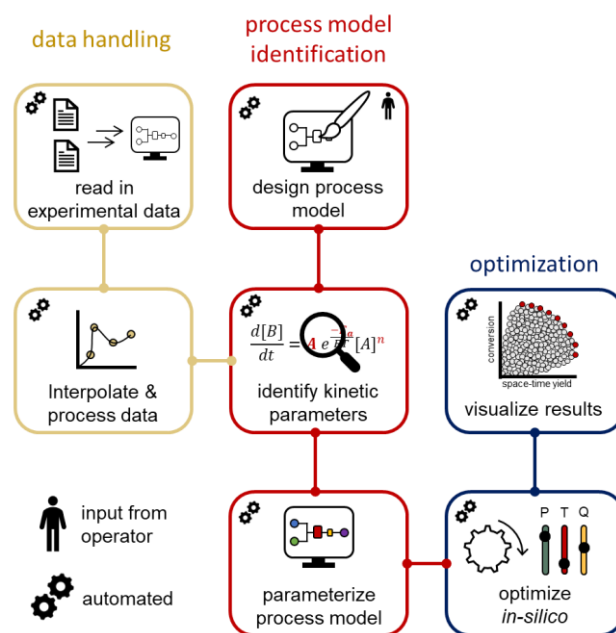 data handling
process model
identification
read in
experimental data
design process
model
optimization
Interpolate &
process data
d[B]
dt
= A e
[A]ⁿ
identify kinetic
parameters
conversion
space-time yield
visualize results
input from
operator
automated
parameterize
process model
P T Q
optimize
in-silico